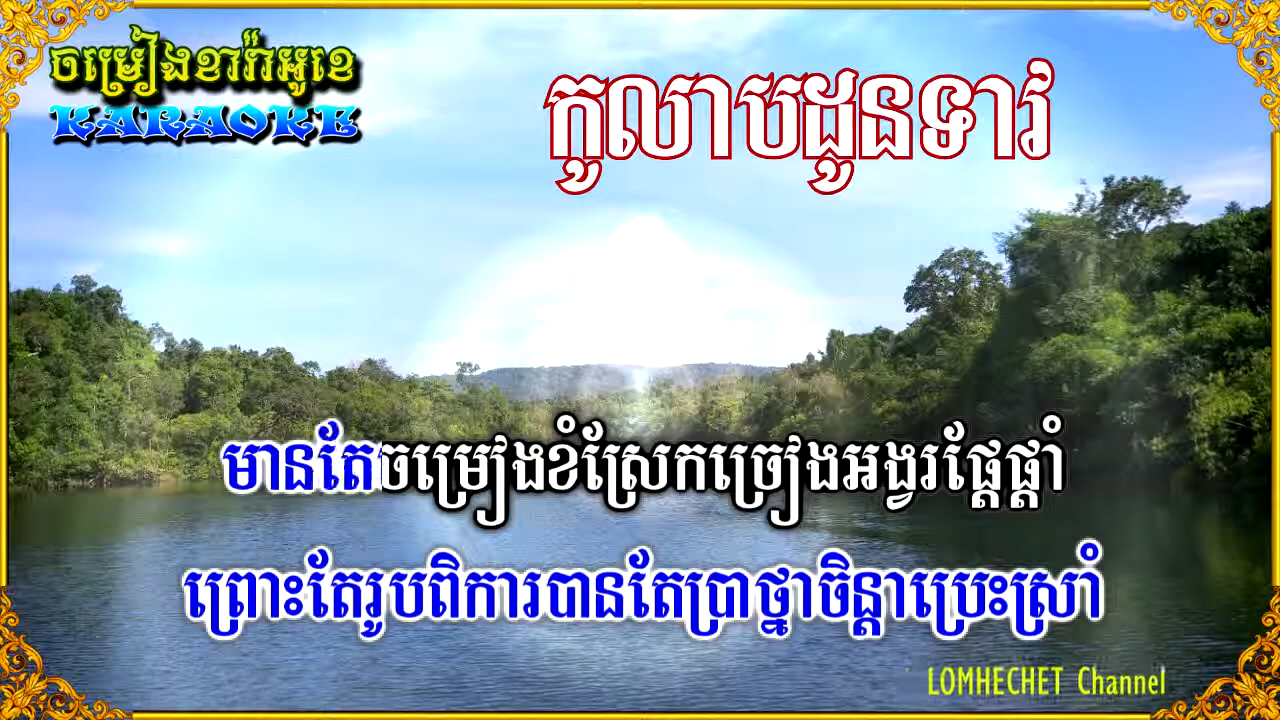 ចម្រៀងខារ៉ាអូខេ
KARAOKE
កូលាបដូនទាវ
មានតែចម្រៀងខំស្រែកច្រៀងអង្វរផ្តែផ្តាំ
ព្រោះតែរូបពិការបានតែប្រាថ្នាចិន្តាប្រេះស្រាំ
LOMHECHET Channel